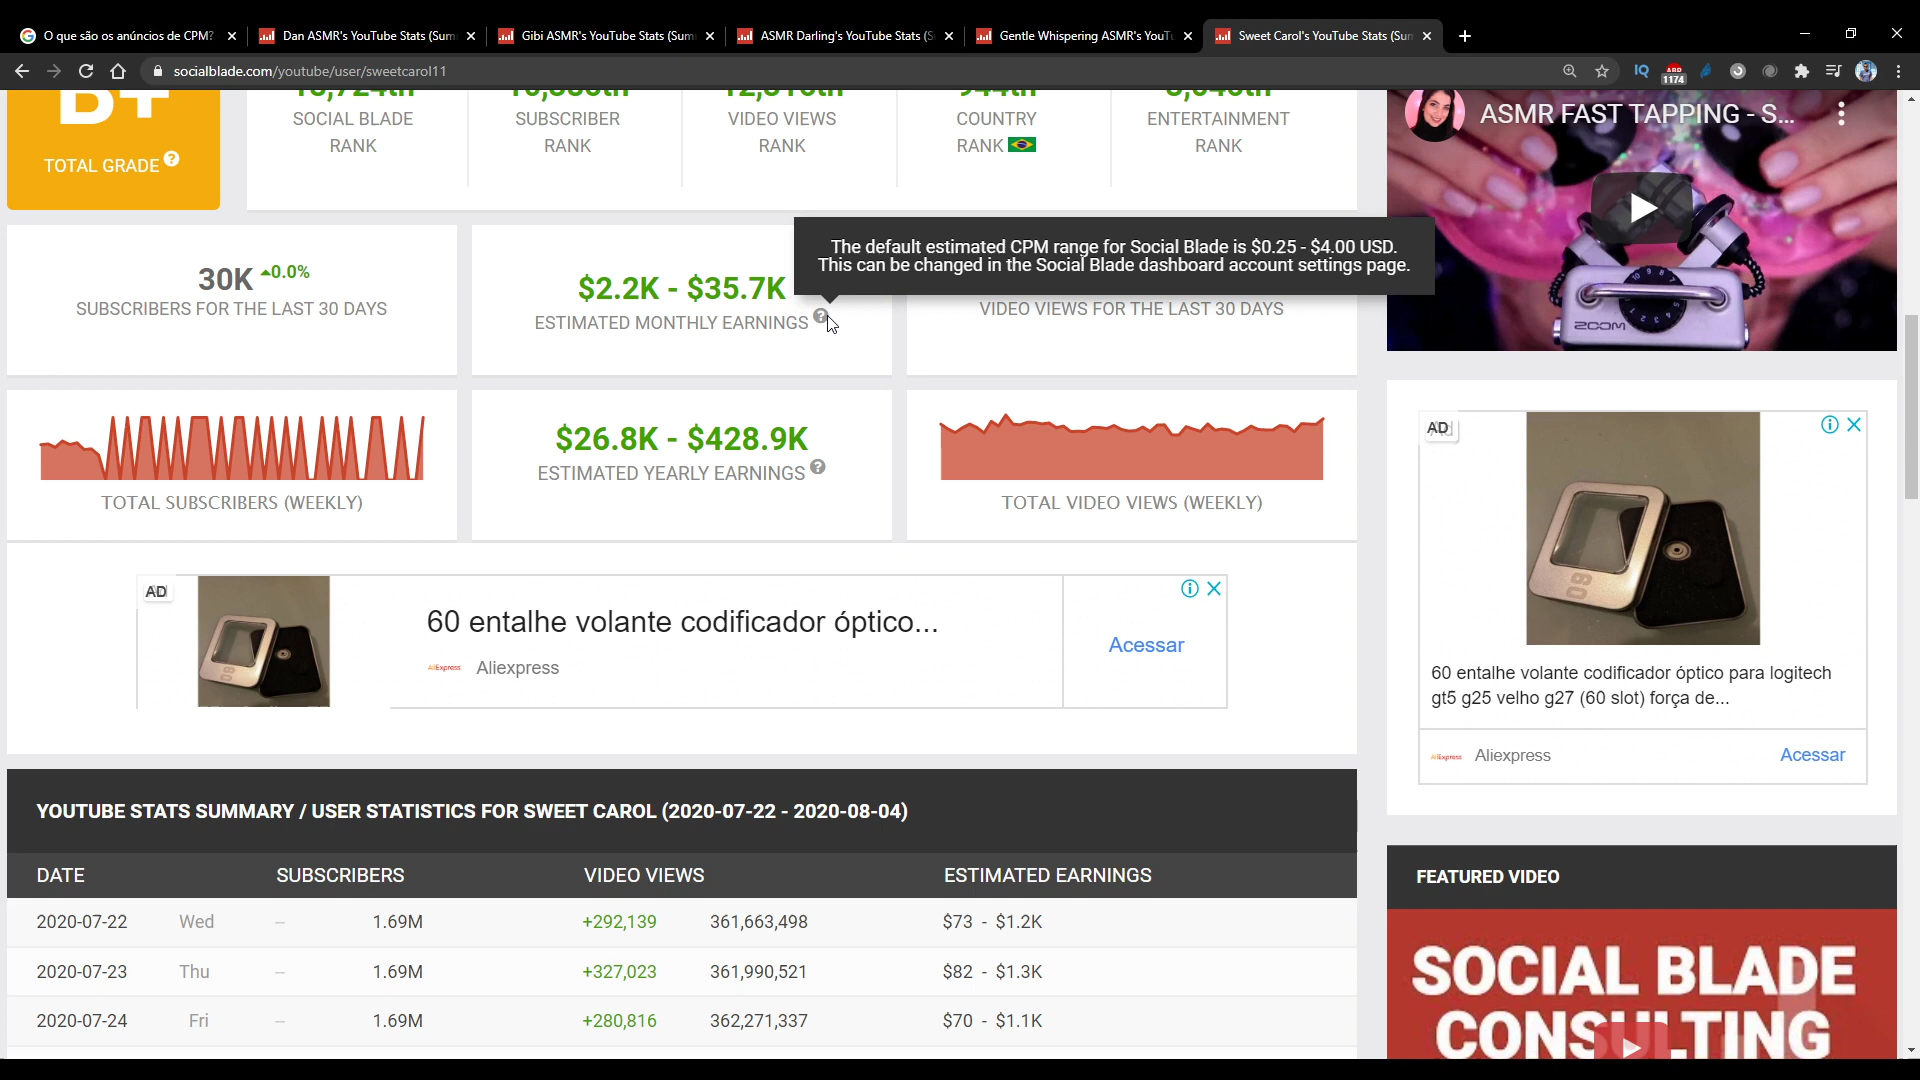 O que são os anúncios de CPM?
Dan ASMR's YouTube Stats (Sum
Gibi ASMR's YouTube Stats (Sum
ASMR Darling's YouTube Stats (S
Gentle Whispering ASMR's YouTu
Sweet Carol's YouTube Stats (Sum
socialblade.com/youtube/user/sweetcarol11
IQ
ABD
1174
B+
TOTAL GRADE ?
SOCIAL BLADE
RANK
SUBSCRIBER
RANK
VIDEO VIEWS
RANK
944th
COUNTRY
RANK
ENTERTAINMENT
RANK
ASMR FAST TAPPING - S...
ZOOM
The default estimated CPM range for Social Blade is $0.25 - $4.00 USD.
This can be changed in the Social Blade dashboard account settings page.
30K 0.0%
SUBSCRIBERS FOR THE LAST 30 DAYS
$2.2K - $35.7K
ESTIMATED MONTHLY EARNINGS ?
VIDEO VIEWS FOR THE LAST 30 DAYS
TOTAL SUBSCRIBERS (WEEKLY)
$26.8K - $428.9K
ESTIMATED YEARLY EARNINGS ?
TOTAL VIDEO VIEWS (WEEKLY)
AD
60 entalhe volante codificador óptico...
AliExpress
Aliexpress
Acessar
AD
60 entalhe volante codificador óptico para logitech
gt5 g25 velho g27 (60 slot) força de...
AliExpress
Aliexpress
Acessar
YOUTUBE STATS SUMMARY / USER STATISTICS FOR SWEET CAROL (2020-07-22 - 2020-08-04)
DATE SUBSCRIBERS VIDEO VIEWS ESTIMATED EARNINGS
2020-07-22 Wed -- 1.69M +292,139 361,663,498 $73 - $1.2K
2020-07-23 Thu -- 1.69M +327,023 361,990,521 $82 - $1.3K
2020-07-24 Fri -- 1.69M +280,816 362,271,337 $70 - $1.1K
FEATURED VIDEO
SOCIAL BLADE
CONSULTING